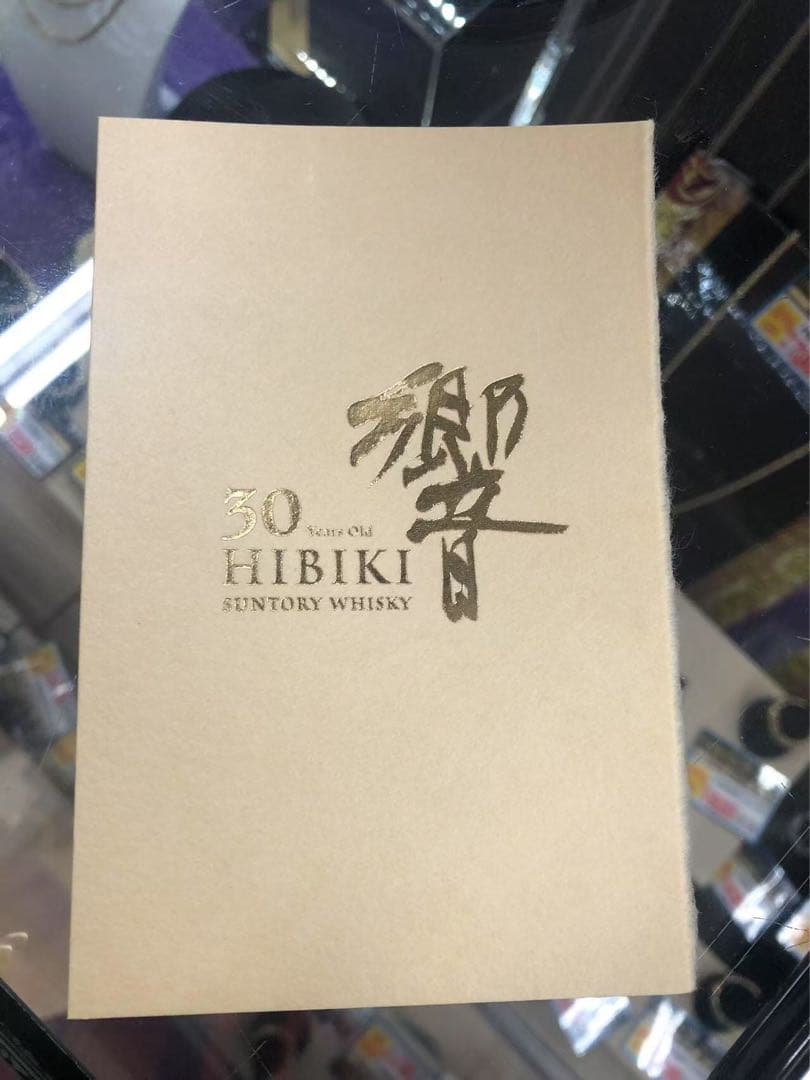 響
30 Years Old
HIBIKI
SUNTORY WHISKY